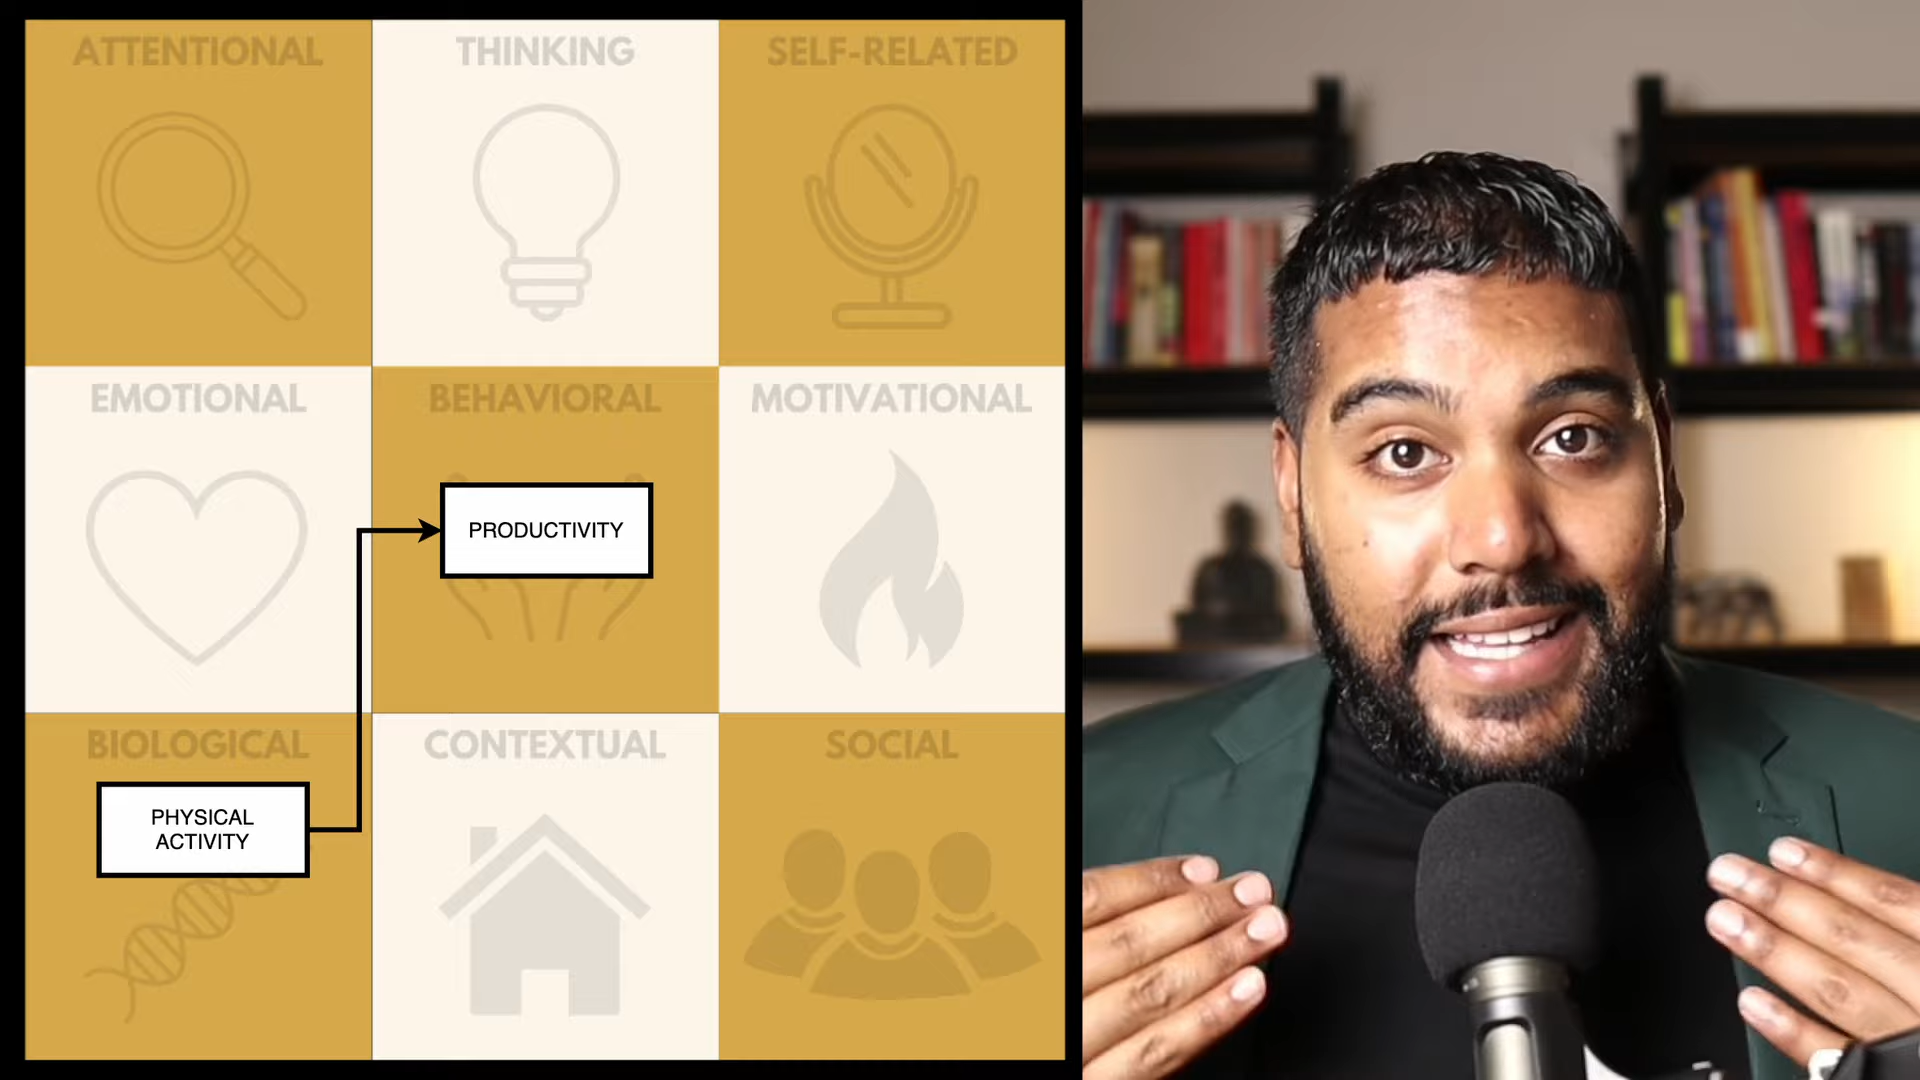 ATTENTIONAL
THINKING
SELF-RELATED
EMOTIONAL
BEHAVIORAL
MOTIVATIONAL
PRODUCTIVITY
BIOLOGICAL
CONTEXTUAL
SOCIAL
PHYSICAL
ACTIVITY